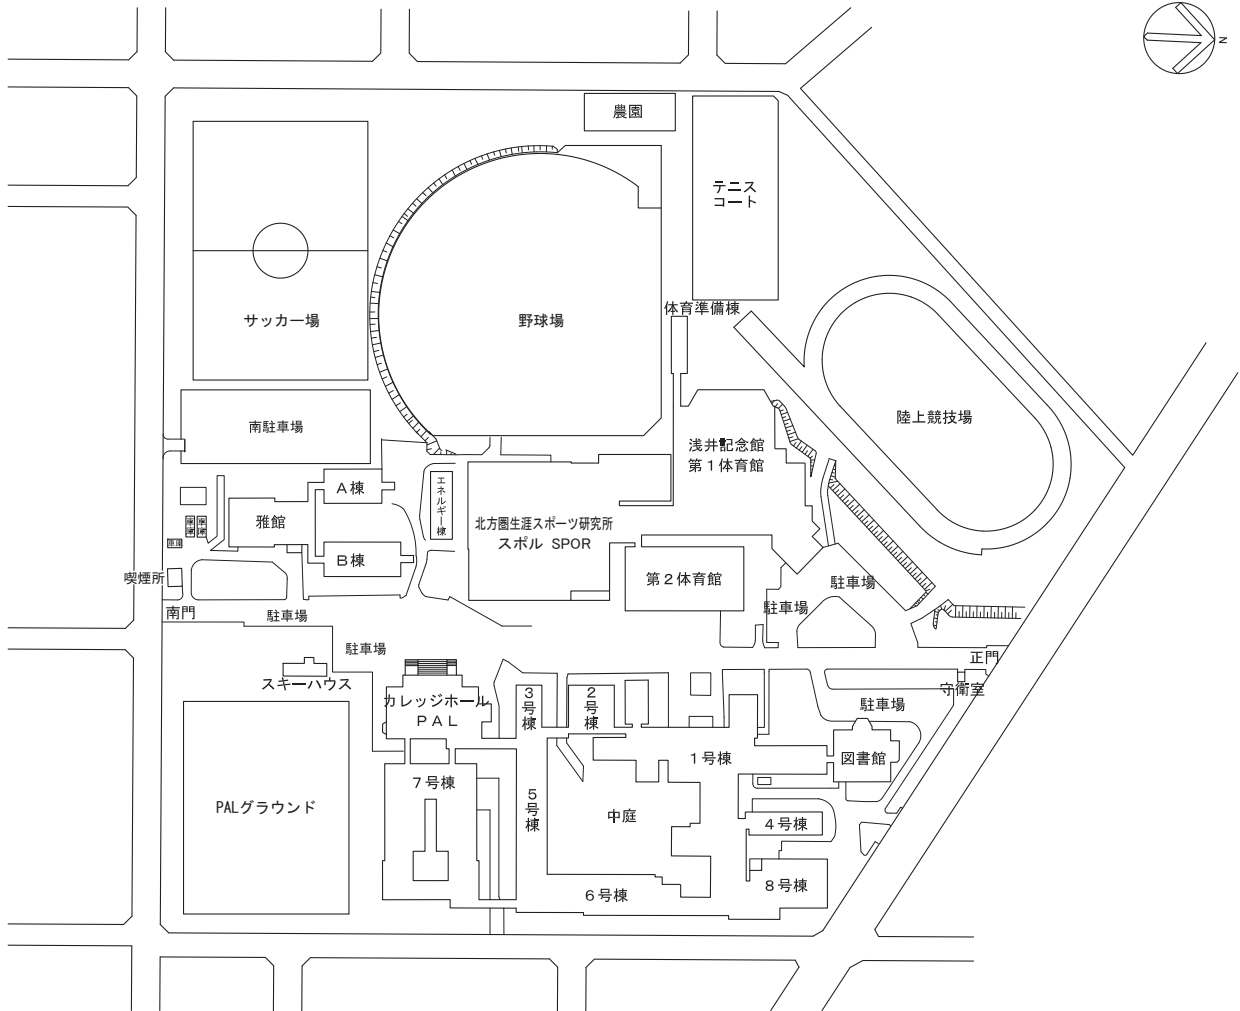 N
農園
テニス
コート
体育準備棟
サッカー場
野球場
陸上競技場
南駐車場
浅井記念館
第1体育館
A棟
エネルギー棟
雅館
北方圏生涯スポーツ研究所
スポル SPOR
B棟
第2体育館
喫煙所
駐車場
駐車場
南門
駐車場
駐車場
正門
スキーハウス
守衛室
カレッジホール
PAL
3号棟
2号棟
駐車場
1号棟
図書館
7号棟
PALグラウンド
5号棟
中庭
4号棟
6号棟
8号棟